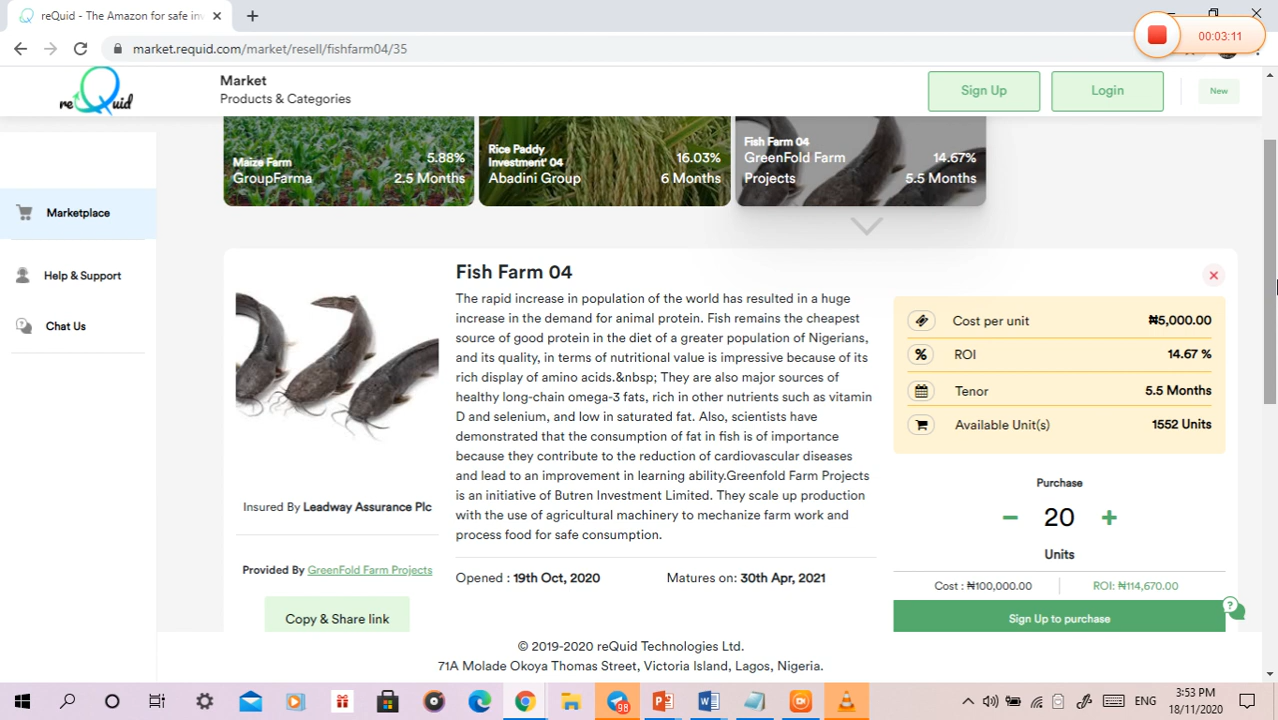 reQuid - The Amazon for safe inv
00:03:11
market.requid.com/market/resell/fishfarm04/35
reQuid
Market
Products & Categories
Sign Up
Login
New
Marketplace
Help & Support
Chat Us
Maize Farm
GroupFarma
5.88%
2.5 Months
Rice Paddy
Investment' 04
Abadini Group
16.03%
6 Months
Fish Farm 04
GreenFold Farm
Projects
14.67%
5.5 Months
Insured By Leadway Assurance Plc
Provided By GreenFold Farm Projects
Copy & Share link
Fish Farm 04
The rapid increase in population of the world has resulted in a huge
increase in the demand for animal protein. Fish remains the cheapest
source of good protein in the diet of a greater population of Nigerians,
and its quality, in terms of nutritional value is impressive because of its
rich display of amino acids.&nbsp; They are also major sources of
healthy long-chain omega-3 fats, rich in other nutrients such as vitamin
D and selenium, and low in saturated fat. Also, scientists have
demonstrated that the consumption of fat in fish is of importance
because they contribute to the reduction of cardiovascular diseases
and lead to an improvement in learning ability.Greenfold Farm Projects
is an initiative of Butren Investment Limited. They scale up production
with the use of agricultural machinery to mechanize farm work and
process food for safe consumption.
Opened : 19th Oct, 2020
Matures on: 30th Apr, 2021
Cost per unit ₦5,000.00
ROI 14.67 %
Tenor 5.5 Months
Available Unit(s) 1552 Units
Purchase
− 20 +
Units
Cost : ₦100,000.00
ROI: ₦114,670.00
Sign Up to purchase
© 2019-2020 reQuid Technologies Ltd.
71A Molade Okoya Thomas Street, Victoria Island, Lagos, Nigeria.
98
ENG
3:53 PM
18/11/2020